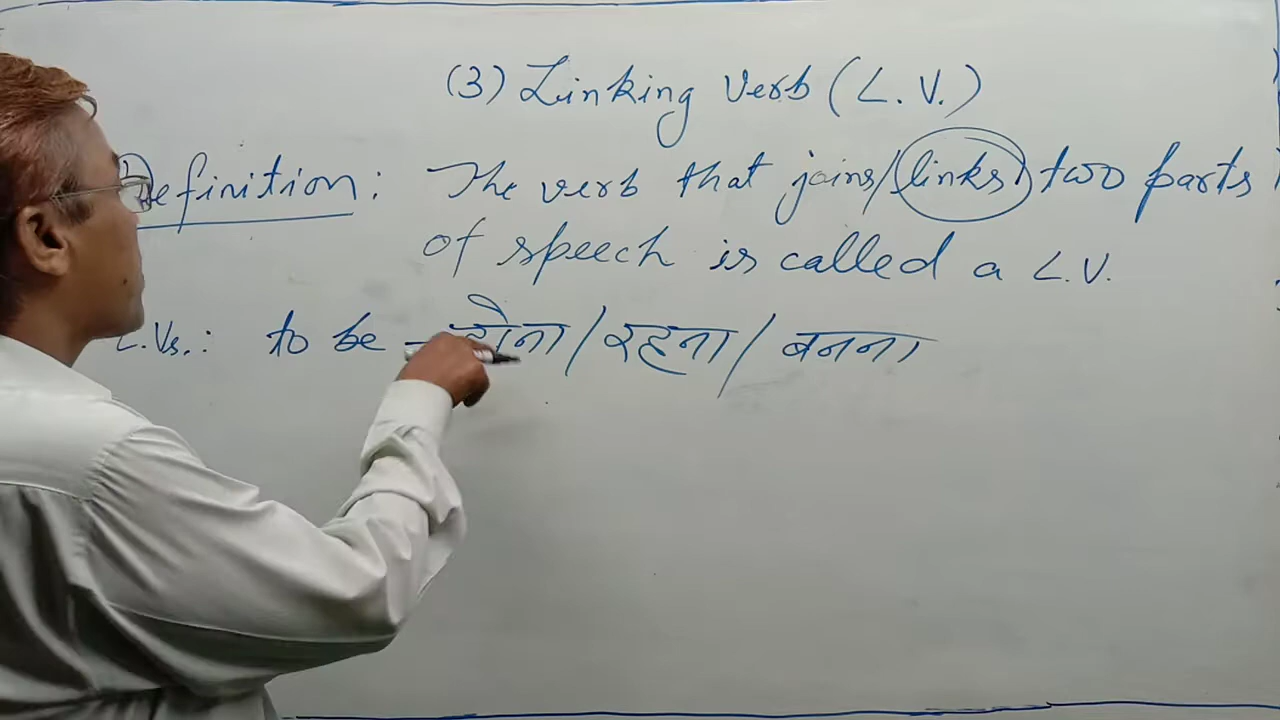 (3) Linking Verb (L.V.)
Definition: The verb that joins/links two parts
of speech is called a L.V.
L.Vs.: to be - होना/रहना/बनना